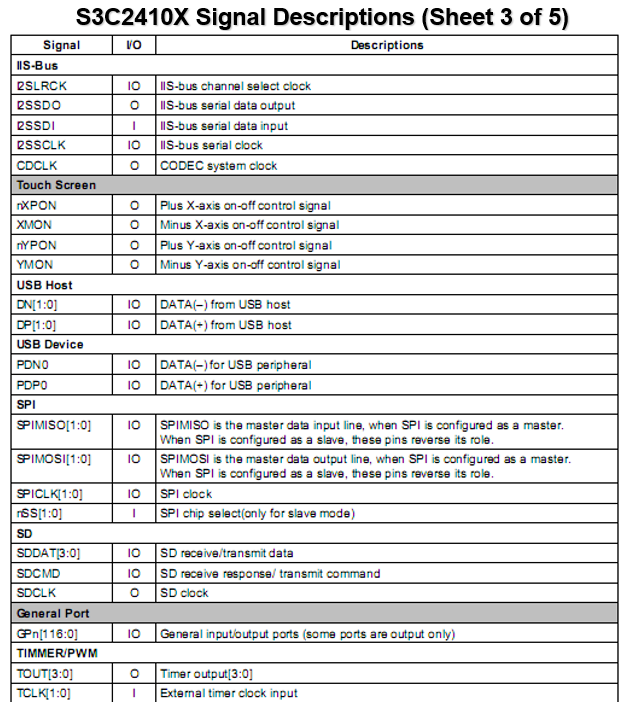 S3C2410X Signal Descriptions (Sheet 3 of 5)
Signal I/O Descriptions
IIS-Bus
I2SLRCK IO IIS-bus channel select clock
I2SSDO O IIS-bus serial data output
I2SSDI I IIS-bus serial data input
I2SSCLK IO IIS-bus serial clock
CDCLK O CODEC system clock
Touch Screen
nXPON O Plus X-axis on-off control signal
XMON O Minus X-axis on-off control signal
nYPON O Plus Y-axis on-off control signal
YMON O Minus Y-axis on-off control signal
USB Host
DN[1:0] IO DATA(–) from USB host
DP[1:0] IO DATA(+) from USB host
USB Device
PDN0 IO DATA(–) for USB peripheral
PDP0 IO DATA(+) for USB peripheral
SPI
SPIMISO[1:0] IO SPIMISO is the master data input line, when SPI is configured as a master.
When SPI is configured as a slave, these pins reverse its role.
SPIMOSI[1:0] IO SPIMOSI is the master data output line, when SPI is configured as a master.
When SPI is configured as a slave, these pins reverse its role.
SPICLK[1:0] IO SPI clock
nSS[1:0] I SPI chip select(only for slave mode)
SD
SDDAT[3:0] IO SD receive/transmit data
SDCMD IO SD receive response/ transmit command
SDCLK O SD clock
General Port
GPn[116:0] IO General input/output ports (some ports are output only)
TIMMER/PWM
TOUT[3:0] O Timer output[3:0]
TCLK[1:0] I External timer clock input